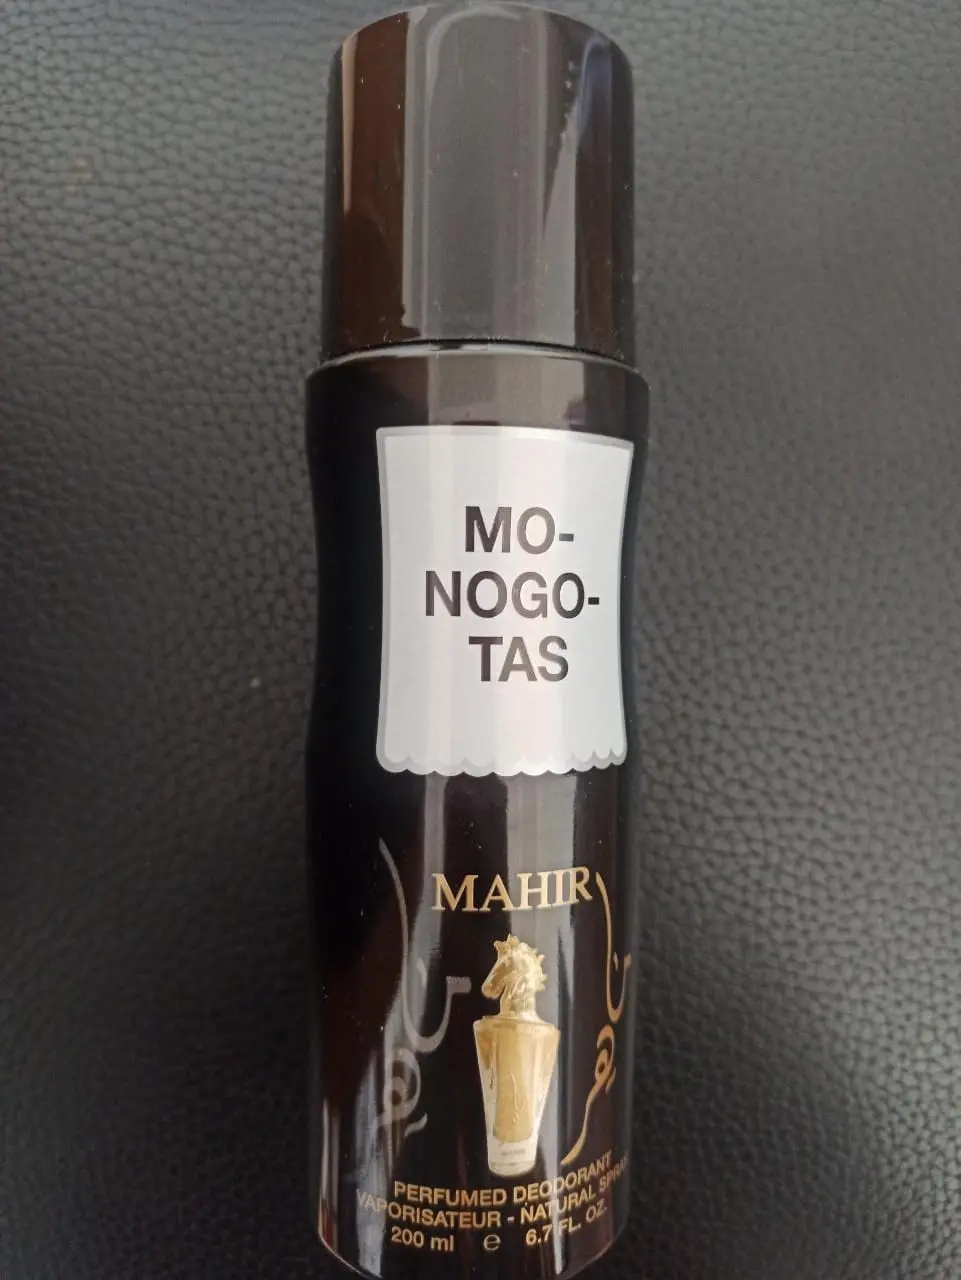 MO-
NOGO-
TAS
MAHIR
PERFUMED DEODORANT
VAPORISATEUR - NATURAL SPRAY
200 ml e 6.7 FL. OZ.